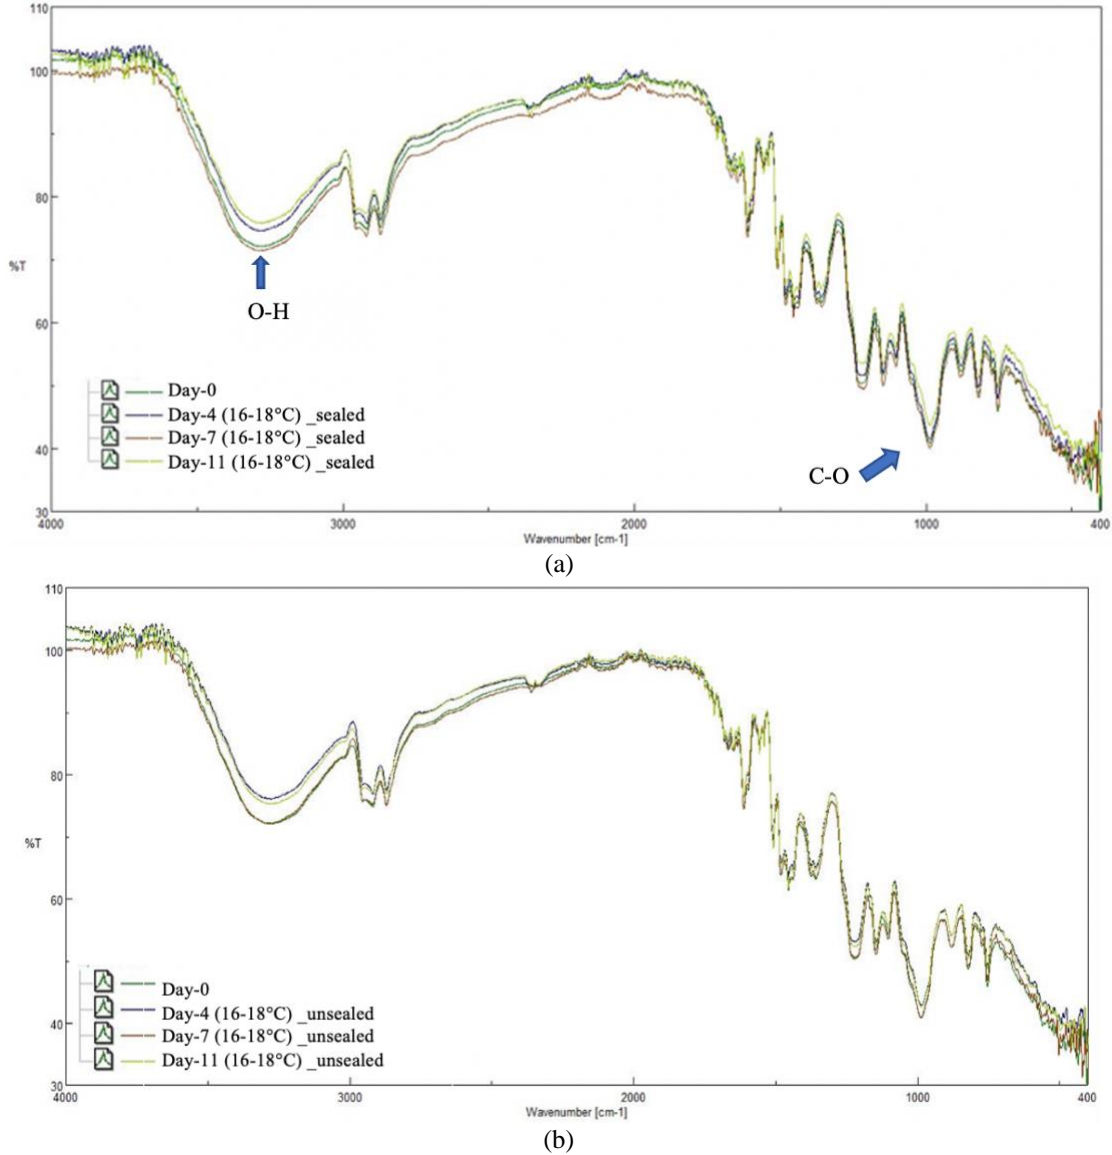 110
100
80
%T
60
40
30
O-H
C-O
Day-0
Day-4 (16-18°C) _sealed
Day-7 (16-18°C) _sealed
Day-11 (16-18°C) _sealed
4000 3000 2000 1000 400
Wavenumber [cm-1]
(a)
110
100
80
%T
60
40
30
Day-0
Day-4 (16-18°C) _unsealed
Day-7 (16-18°C) _unsealed
Day-11 (16-18°C) _unsealed
4000 3000 2000 1000 400
Wavenumber [cm-1]
(b)